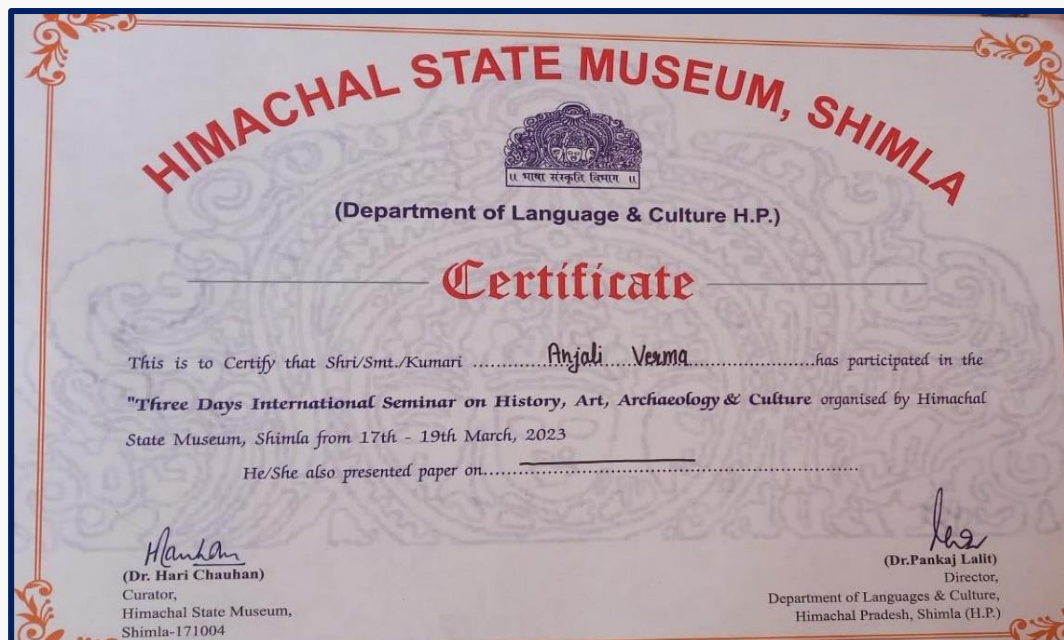 HIMACHAL STATE MUSEUM, SHIMLA
|| भाषा संस्कृति विभाग ||
(Department of Language & Culture H.P.)
Certificate
This is to Certify that Shri/Smt./Kumari ................Anjali Verma......................has participated in the
"Three Days International Seminar on History, Art, Archaeology & Culture organised by Himachal
State Museum, Shimla from 17th - 19th March, 2023
He/She also presented paper on................................................................................
(Dr. Hari Chauhan)
Curator,
Himachal State Museum,
Shimla-171004
(Dr.Pankaj Lalit)
Director,
Department of Languages & Culture,
Himachal Pradesh, Shimla (H.P.)